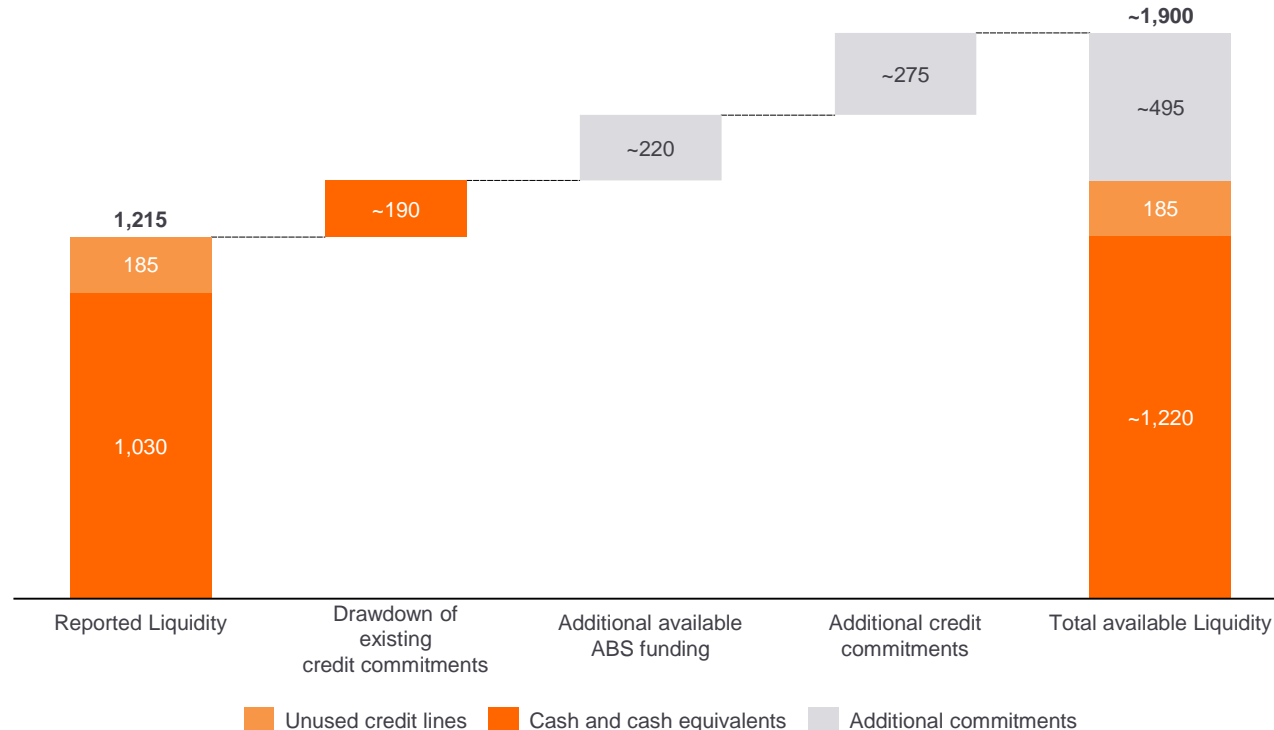 ~1,900
~275
~495
~220
~190
185
1,215
185
~1,220
1,030
Reported Liquidity
Drawdown of
existing
credit commitments
Additional available
ABS funding
Additional credit
commitments
Total available Liquidity
Unused credit lines
Cash and cash equivalents
Additional commitments